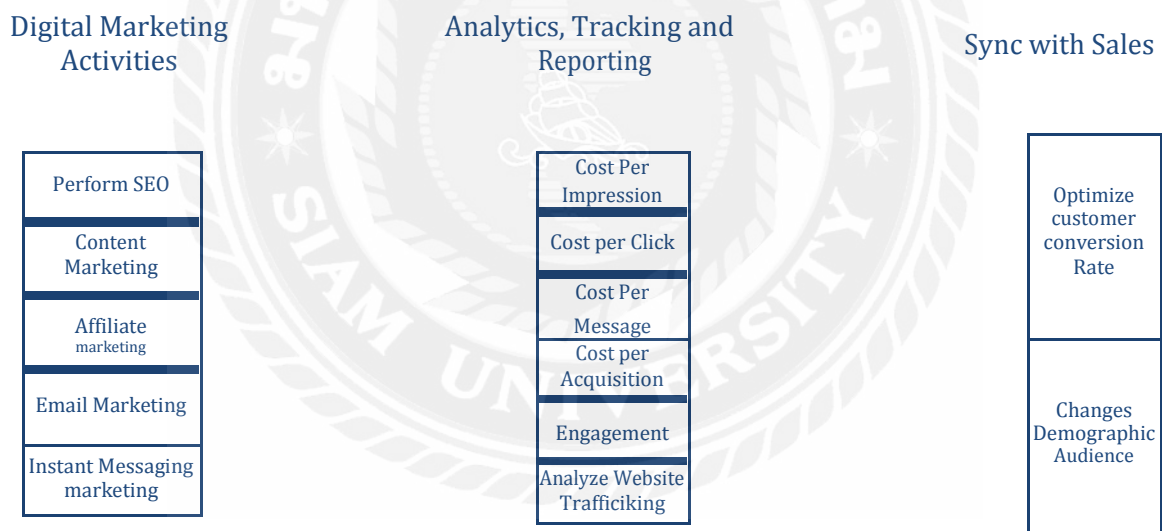 Digital Marketing
Activities
Perform SEO
Content
Marketing
Affiliate
marketing
Email Marketing
Instant Messaging
marketing
Analytics, Tracking and
Reporting
Cost Per
Impression
Cost per Click
Cost Per
Message
Cost per
Acquisition
Engagement
Analyze Website
Trafficiking
Sync with Sales
Optimize
customer
conversion
Rate
Changes
Demographic
Audience
SIAM UNIVERSITY